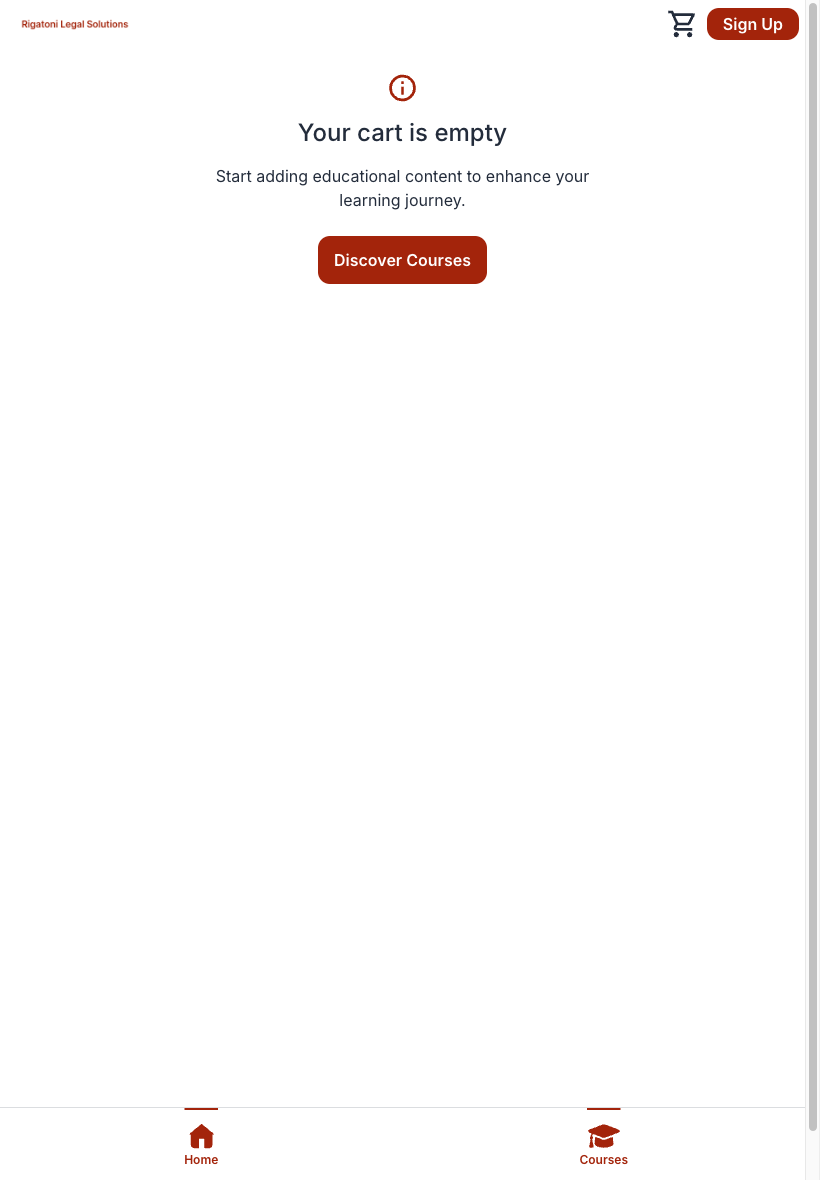 Rigatoni Legal Solutions
Sign Up
Your cart is empty
Start adding educational content to enhance your
learning journey.
Discover Courses
Home
Courses